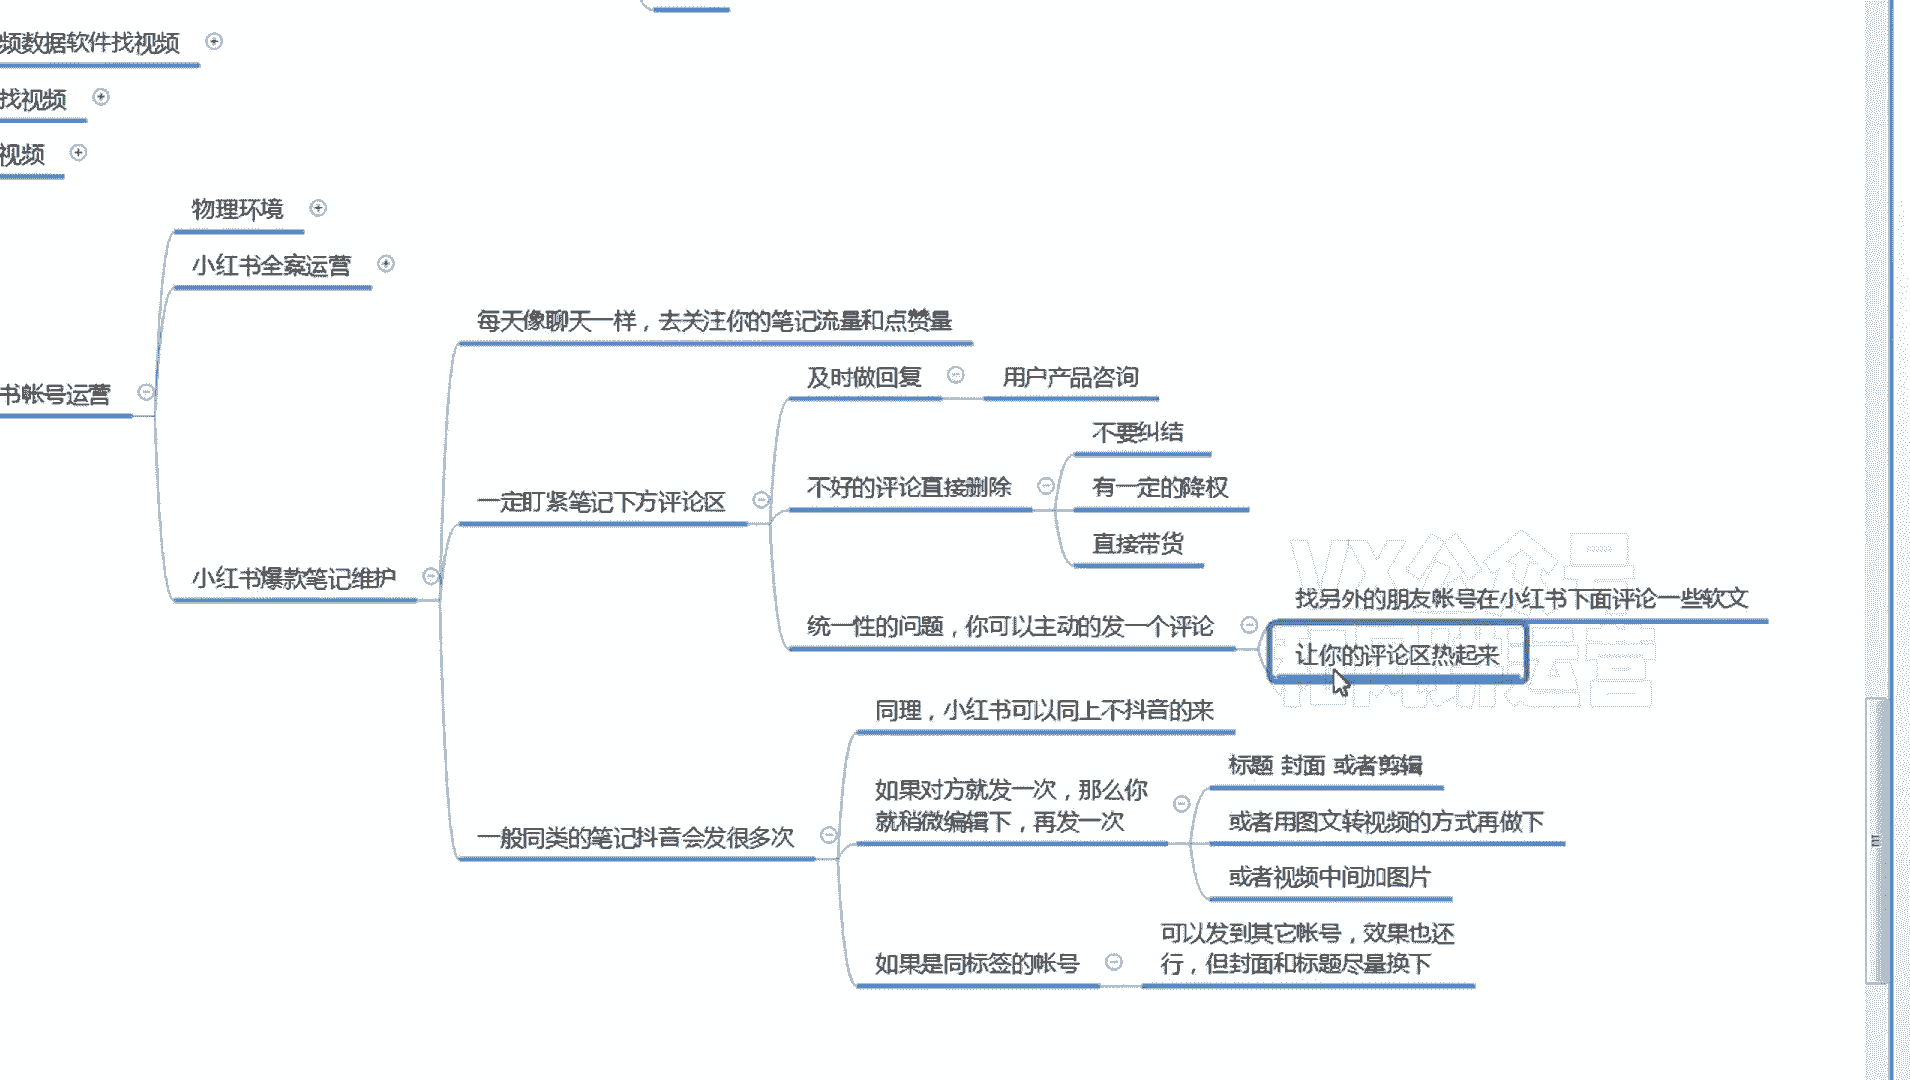 频数据软件找视频
找视频
视频
书帐号运营
物理环境
小红书全案运营
小红书爆款笔记维护
每天像聊天一样，去关注你的笔记流量和点赞量
一定盯紧笔记下方评论区
及时做回复
用户产品咨询
不好的评论直接删除
不要纠结
有一定的降权
直接带货
统一性的问题，你可以主动的发一个评论
找另外的朋友帐号在小红书下面评论一些软文
让你的评论区热起来
一般同类的笔记抖音会发很多次
同理，小红书可以同上不抖音的来
如果对方就发一次，那么你
就稍微编辑下，再发一次
标题 封面 或者剪辑
或者用图文转视频的方式再做下
或者视频中间加图片
如果是同标签的帐号
可以发到其它帐号，效果也还
行，但封面和标题尽量换下
VX公众号